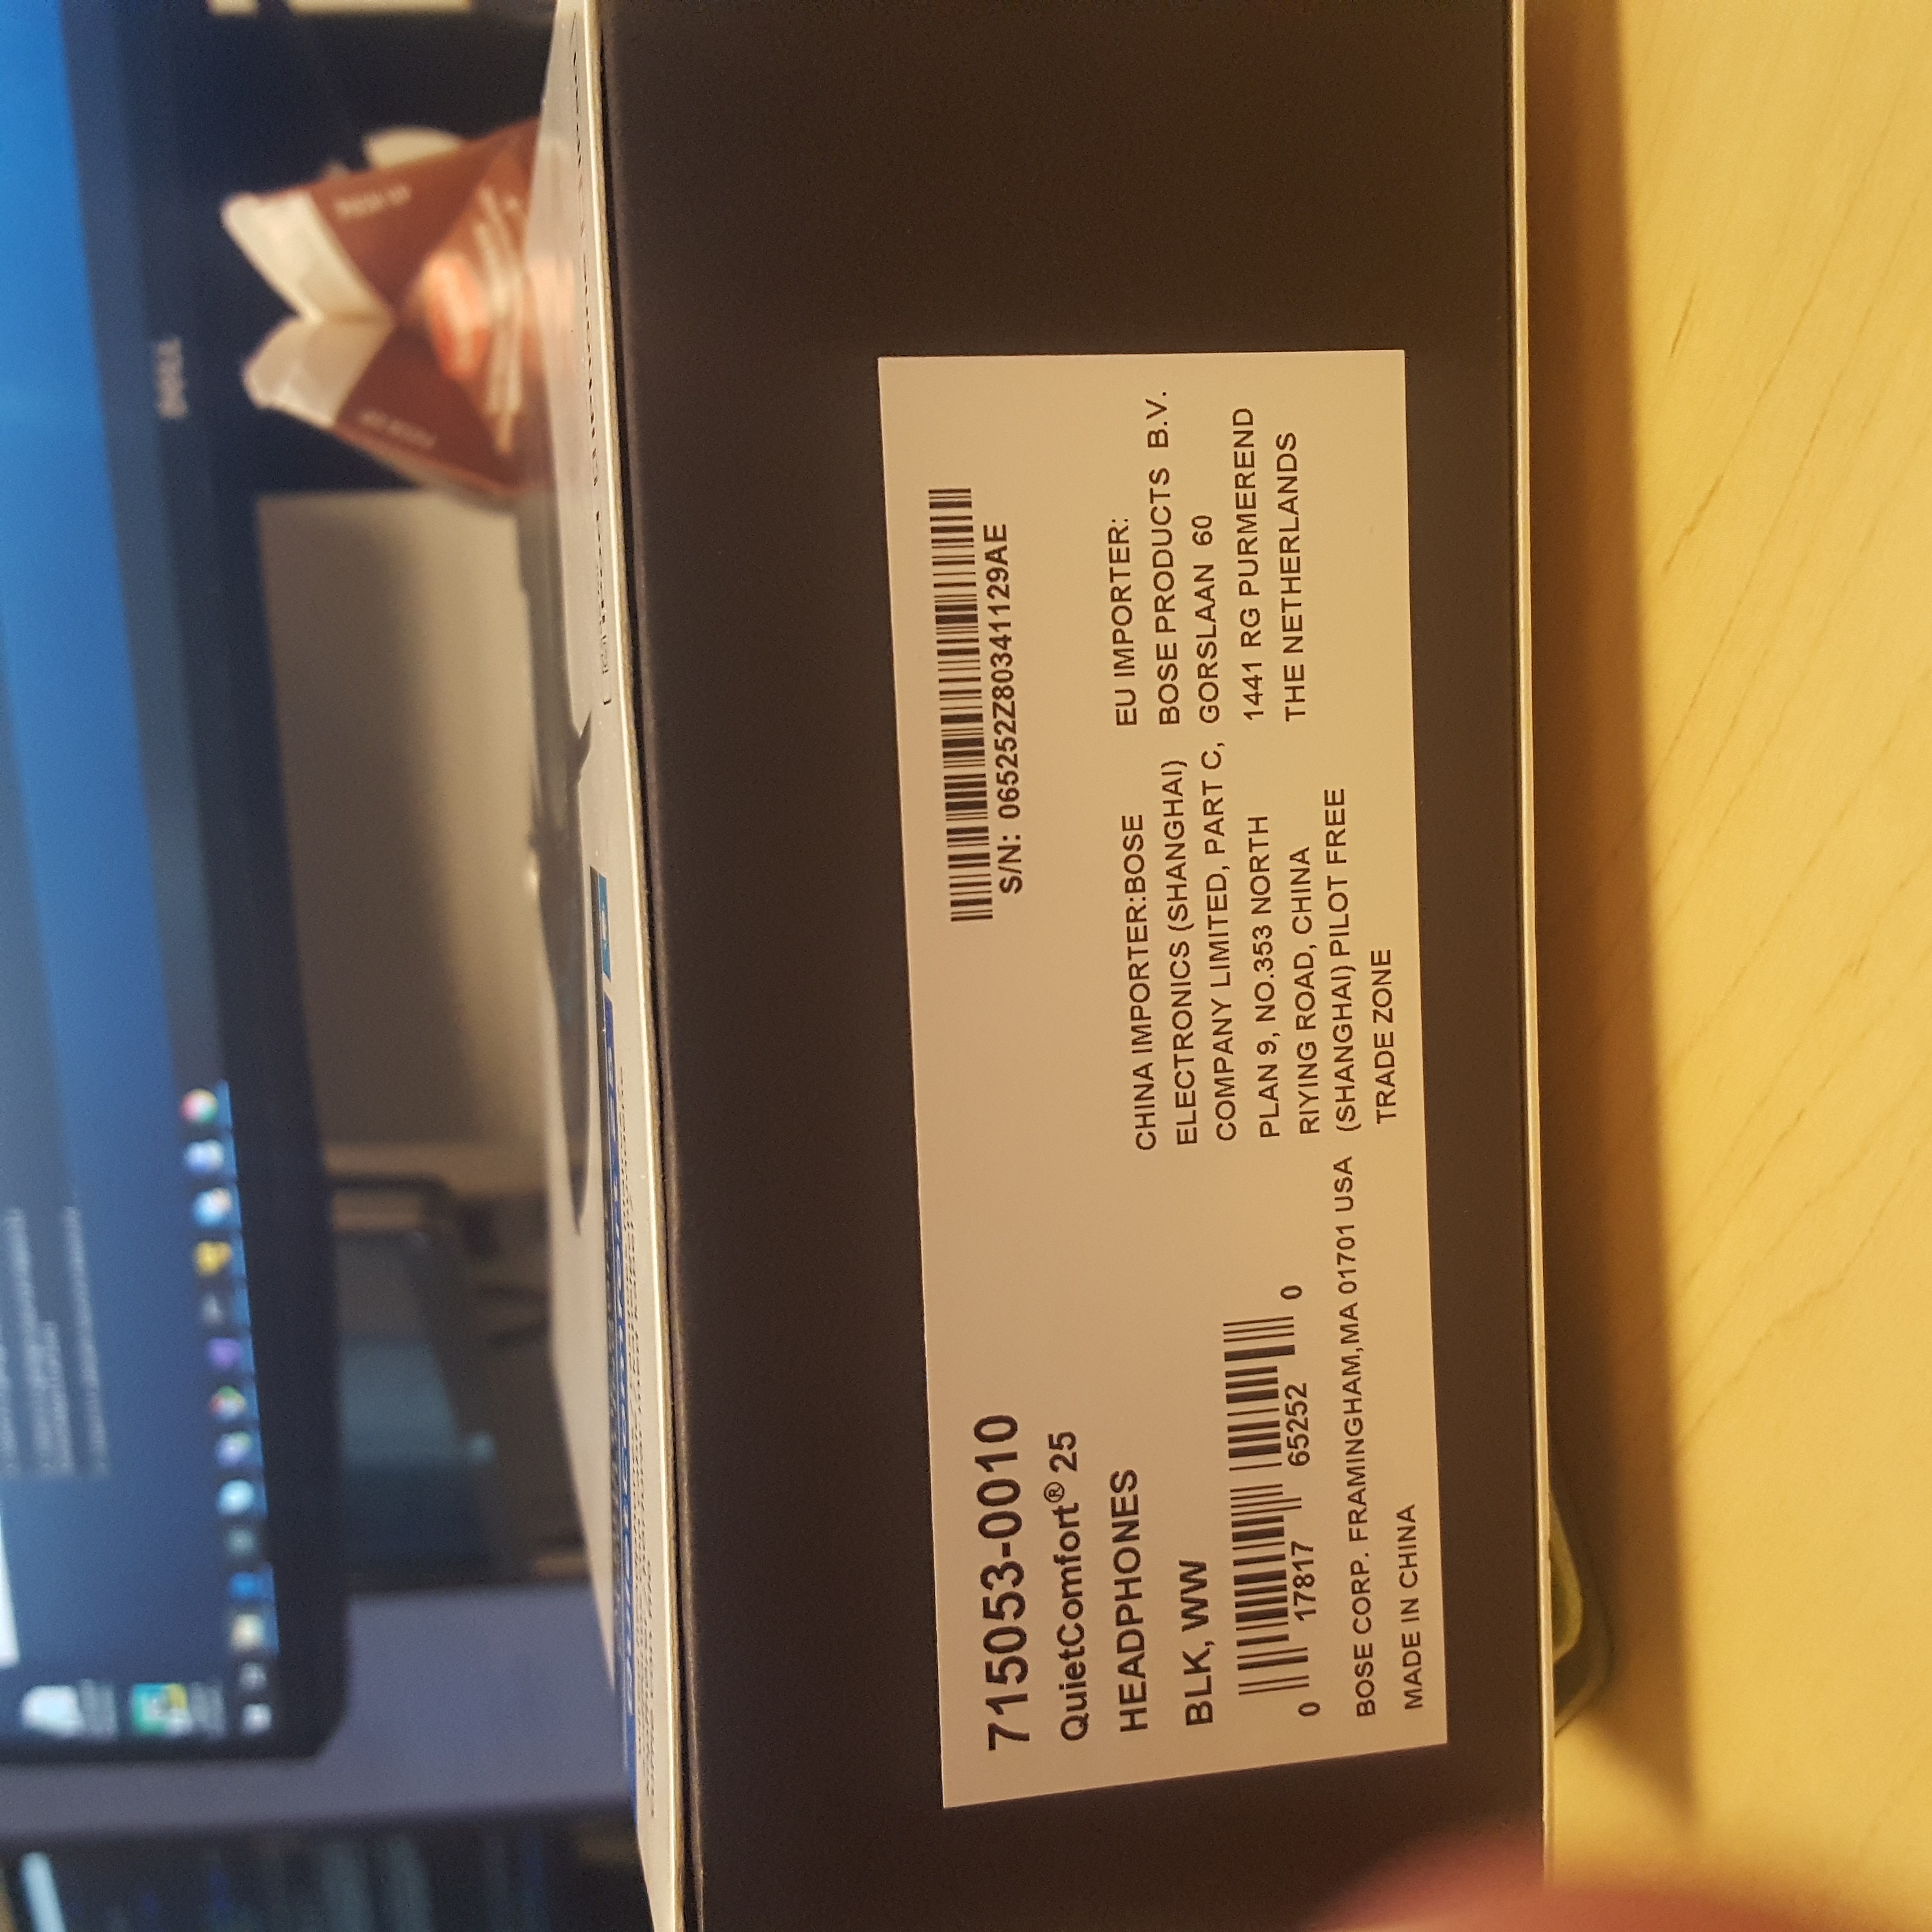 DELL
715053-0010
QuietComfort® 25
HEADPHONES
BLK, WW
0 17817 65252 0
BOSE CORP. FRAMINGHAM,MA 01701 USA
MADE IN CHINA
S/N: 065252Z80341129AE
CHINA IMPORTER:BOSE
ELECTRONICS (SHANGHAI)
COMPANY LIMITED, PART C,
PLAN 9, NO.353 NORTH
RIYING ROAD, CHINA
(SHANGHAI) PILOT FREE
TRADE ZONE
EU IMPORTER:
BOSE PRODUCTS B.V.
GORSLAAN 60
1441 RG PURMEREND
THE NETHERLANDS